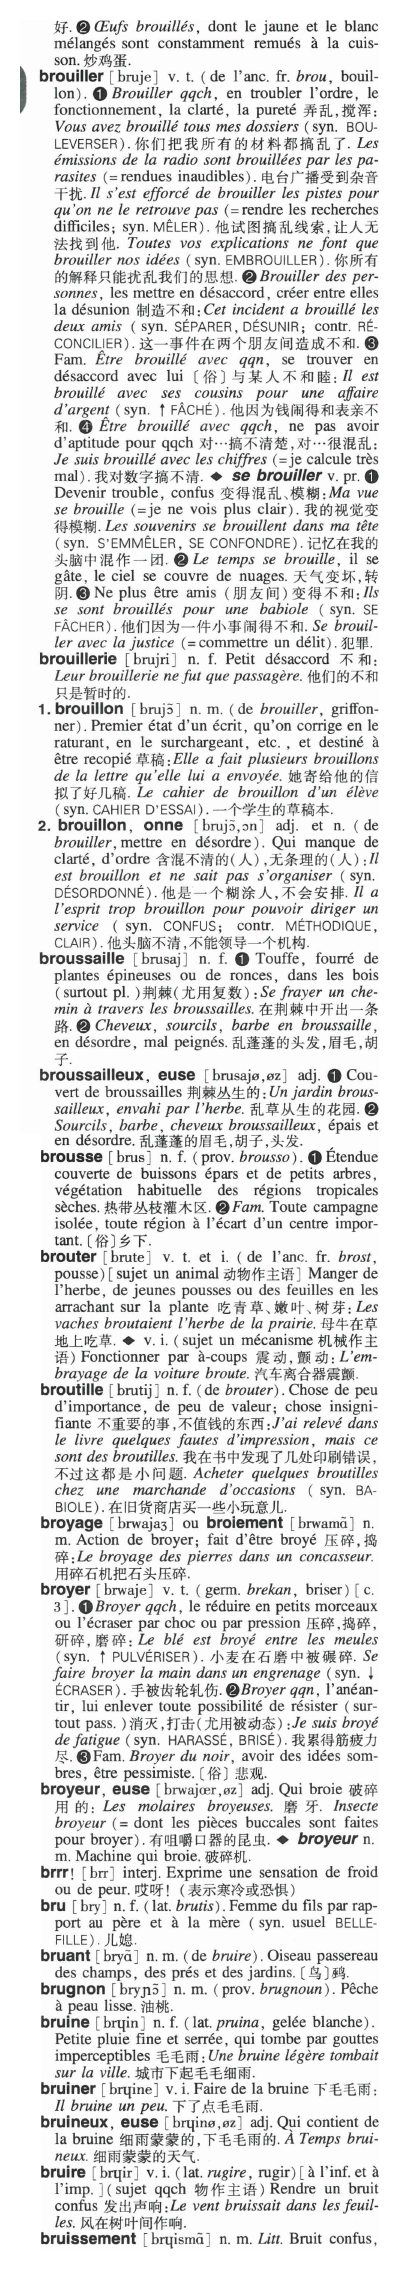 好. ❷ Œufs brouillés, dont le jaune et le blanc
mélangés sont constamment remués à la cuis-
son. 炒鸡蛋.
brouiller [bruje] v. t. (de l'anc. fr. brou, bouil-
lon). ❶ Brouiller qqch, en troubler l'ordre, le
fonctionnement, la clarté, la pureté 弄乱,搅浑:
Vous avez brouillé tous mes dossiers (syn. BOU-
LEVERSER). 你们把我所有的材料都搞乱了. Les
émissions de la radio sont brouillées par les pa-
rasites (=rendues inaudibles). 电台广播受到杂音
干扰. Il s'est efforcé de brouiller les pistes pour
qu'on ne le retrouve pas (=rendre les recherches
difficiles; syn. MÊLER). 他试图搞乱线索,让人无
法找到他. Toutes vos explications ne font que
brouiller nos idées (syn. EMBROUILLER). 你所有
的解释只能扰乱我们的思想. ❷ Brouiller des per-
sonnes, les mettre en désaccord, créer entre elles
la désunion 制造不和: Cet incident a brouillé les
deux amis (syn. SÉPARER, DÉSUNIR; contr. RÉ-
CONCILIER). 这一事件在两个朋友间造成不和. ❸
Fam. Être brouillé avec qqn, se trouver en
désaccord avec lui〔俗〕与某人不和睦: Il est
brouillé avec ses cousins pour une affaire
d'argent (syn. ↑ FÂCHÉ). 他因为钱闹得和表亲不
和. ❹ Être brouillé avec qqch, ne pas avoir
d'aptitude pour qqch 对…搞不清楚,对…很混乱:
Je suis brouillé avec les chiffres (=je calcule très
mal). 我对数字搞不清. ◆ se brouiller v. pr. ❶
Devenir trouble, confus 变得混乱、模糊: Ma vue
se brouille (=je ne vois plus clair). 我的视觉变
得模糊. Les souvenirs se brouillent dans ma tête
(syn. S'EMMÊLER, SE CONFONDRE). 记忆在我的
头脑中混作一团. ❷ Le temps se brouille, il se
gâte, le ciel se couvre de nuages. 天气变坏,转
阴. ❸ Ne plus être amis (朋友间)变得不和: Ils
se sont brouillés pour une babiole (syn. SE
FÂCHER). 他们因为一件小事闹得不和. Se brouil-
ler avec la justice (=commettre un délit). 犯罪.
brouillerie [brujri] n. f. Petit désaccord 不和:
Leur brouillerie ne fut que passagère. 他们的不和
只是暂时的.
1. brouillon [brujɔ̃] n. m. (de brouiller, griffon-
ner). Premier état d'un écrit, qu'on corrige en le
raturant, en le surchargeant, etc., et destiné à
être recopié 草稿: Elle a fait plusieurs brouillons
de la lettre qu'elle lui a envoyée. 她寄给他的信
拟了好几稿. Le cahier de brouillon d'un élève
(syn. CAHIER D'ESSAI). 一个学生的草稿本.
2. brouillon, onne [brujɔ̃, ɔn] adj. et n. (de
brouiller, mettre en désordre). Qui manque de
clarté, d'ordre 含混不清的(人),无条理的(人): Il
est brouillon et ne sait pas s'organiser (syn.
DÉSORDONNÉ). 他是一个糊涂人,不会安排. Il a
l'esprit trop brouillon pour pouvoir diriger un
service (syn. CONFUS; contr. MÉTHODIQUE,
CLAIR). 他头脑不清,不能领导一个机构.
broussaille [brusaj] n. f. ❶ Touffe, fourré de
plantes épineuses ou de ronces, dans les bois
(surtout pl.)荆棘(尤用复数): Se frayer un che-
min à travers les broussailles. 在荆棘中开出一条
路. ❷ Cheveux, sourcils, barbe en broussaille,
en désordre, mal peignés. 乱蓬蓬的头发,眉毛,胡
子.
broussailleux, euse [brusajø, øz] adj. ❶ Cou-
vert de broussailles 荆棘丛生的: Un jardin brous-
sailleux, envahi par l'herbe. 乱草从生的花园. ❷
Sourcils, barbe, cheveux broussailleux, épais et
en désordre. 乱蓬蓬的眉毛,胡子,头发.
brousse [brus] n. f. (prov. brousso). ❶ Étendue
couverte de buissons épars et de petits arbres,
végétation habituelle des régions tropicales
sèches. 热带丛枝灌木区. ❷ Fam. Toute campagne
isolée, toute région à l'écart d'un centre impor-
tant.〔俗〕乡下.
brouter [brute] v. t. et i. (de l'anc. fr. brost,
pousse) [sujet un animal 动物作主语] Manger de
l'herbe, de jeunes pousses ou des feuilles en les
arrachant sur la plante 吃青草、嫩叶、树芽: Les
vaches broutaient l'herbe de la prairie. 母牛在草
地上吃草. ◆ v. i. (sujet un mécanisme 机械作主
语) Fonctionner par à-coups 震动,颤动: L'em-
brayage de la voiture broute. 汽车离合器震颤.
broutille [brutij] n. f. (de brouter). Chose de peu
d'importance, de peu de valeur; chose insigni-
fiante 不重要的事,不值钱的东西: J'ai relevé dans
le livre quelques fautes d'impression, mais ce
sont des broutilles. 我在书中发现了几处印刷错误,
不过这都是小问题. Acheter quelques broutilles
chez une marchande d'occasions (syn. BA-
BIOLE). 在旧货商店买一些小玩意儿.
broyage [brwajaʒ] ou broiement [brwamɑ̃] n.
m. Action de broyer; fait d'être broyé 压碎,捣
碎: Le broyage des pierres dans un concasseur.
用碎石机把石头压碎.
broyer [brwaje] v. t. (germ. brekan, briser) [c.
3]. ❶ Broyer qqch, le réduire en petits morceaux
ou l'écraser par choc ou par pression 压碎,捣碎,
研碎,磨碎: Le blé est broyé entre les meules
(syn. ↑ PULVÉRISER). 小麦在石磨中被碾碎. Se
faire broyer la main dans un engrenage (syn. ↓
ÉCRASER). 手被齿轮轧伤. ❷ Broyer qqn, l'anéan-
tir, lui enlever toute possibilité de résister (sur-
tout pass.)消灭,打击(尤用被动态): Je suis broyé
de fatigue (syn. HARASSÉ, BRISÉ). 我累得筋疲力
尽. ❸ Fam. Broyer du noir, avoir des idées som-
bres, être pessimiste.〔俗〕悲观.
broyeur, euse [brwajœr, øz] adj. Qui broie 破碎
用的: Les molaires broyeuses. 磨牙. Insecte
broyeur (= dont les pièces buccales sont faites
pour broyer). 有咀嚼口器的昆虫. ◆ broyeur n.
m. Machine qui broie. 破碎机.
brrr! [brr] interj. Exprime une sensation de froid
ou de peur. 哎呀!(表示寒冷或恐惧)
bru [bry] n. f. (lat. brutis). Femme du fils par rap-
port au père et à la mère (syn. usuel BELLE-
FILLE). 儿媳.
bruant [bryɑ̃] n. m. (de bruire). Oiseau passereau
des champs, des prés et des jardins.〔鸟〕鹀.
brugnon [bryɲɔ̃] n. m. (prov. brugnoun). Pêche
à peau lisse. 油桃.
bruine [brɥin] n. f. (lat. pruina, gelée blanche).
Petite pluie fine et serrée, qui tombe par gouttes
imperceptibles 毛毛雨: Une bruine légère tombait
sur la ville. 城市下起毛毛细雨.
bruiner [brɥine] v. i. Faire de la bruine 下毛毛雨:
Il bruine un peu. 下了点毛毛雨.
bruineux, euse [brɥinø, øz] adj. Qui contient de
la bruine 细雨蒙蒙的,下毛毛雨的. À Temps brui-
neux. 细雨蒙蒙的天气.
bruire [brɥir] v. i. (lat. rugire, rugir) [à l'inf. et à
l'imp.] (sujet qqch 物作主语) Rendre un bruit
confus 发出声响: Le vent bruissait dans les feuil-
les. 风在树叶间作响.
bruissement [brɥismɑ̃] n. m. Litt. Bruit confus,